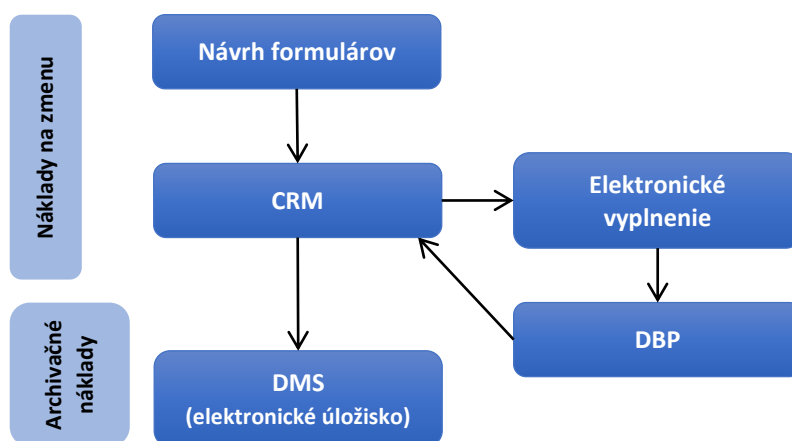 Náklady na zmenu
Návrh formulárov
CRM
Elektronické
vyplnenie
DBP
Archivačné
náklady
DMS
(elektronické úložisko)